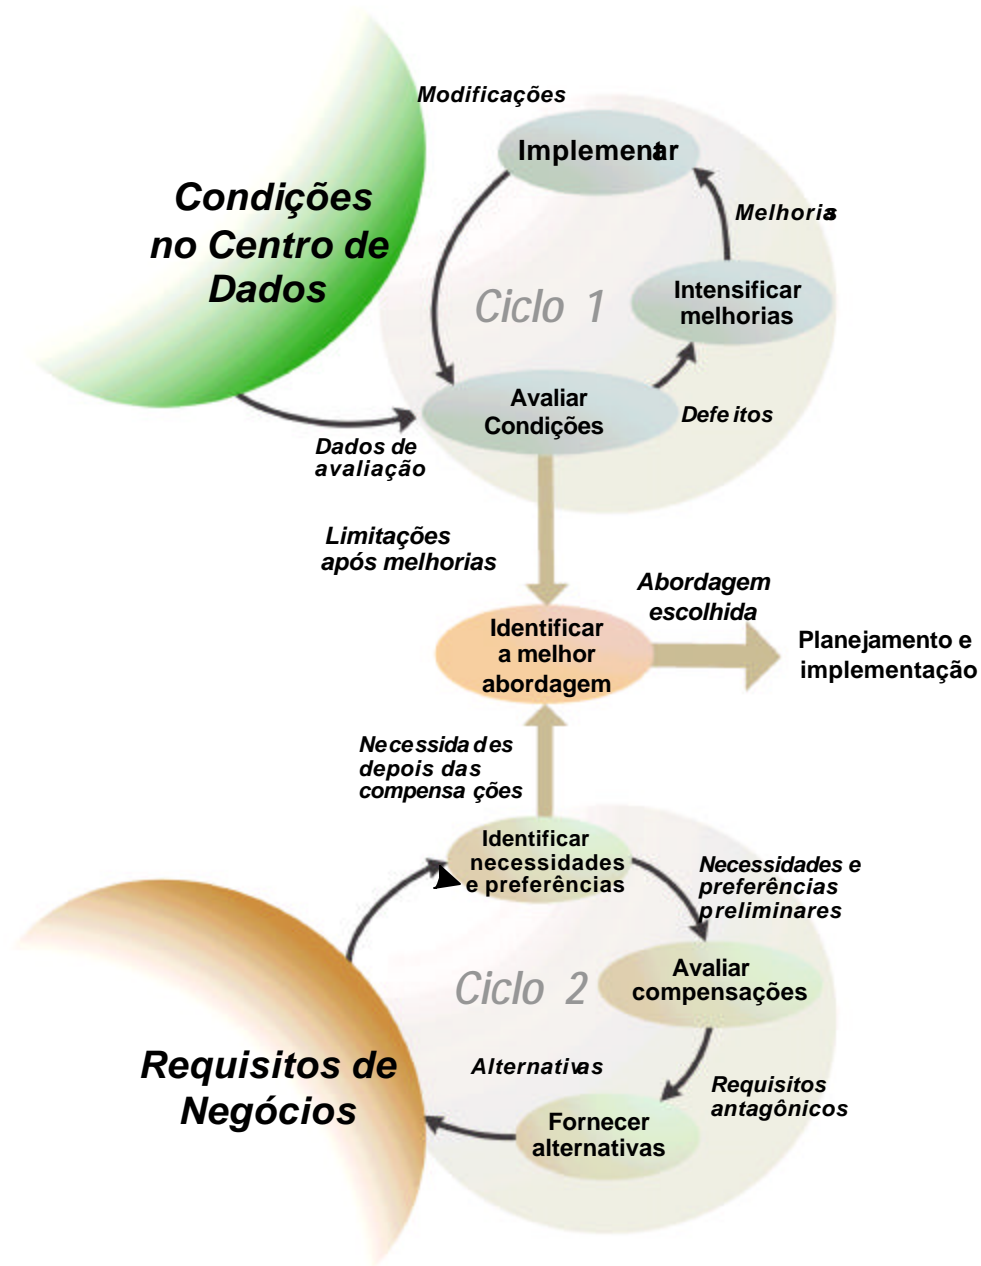 Modificações
Implementar
Condições
no Centro de
Dados
Melhorias
Ciclo 1
Intensificar
melhorias
Avaliar
Condições
Defeitos
Dados de
avaliação
Limitações
após melhorias
Abordagem
escolhida
Identificar
a melhor
abordagem
Planejamento e
implementação
Necessidades
depois das
compensações
Identificar
necessidades
e preferências
Necessidades e
preferências
preliminares
Avaliar
compensações
Ciclo 2
Requisitos de
Negócios
Alternativas
Requisitos
antagônicos
Fornecer
alternativas